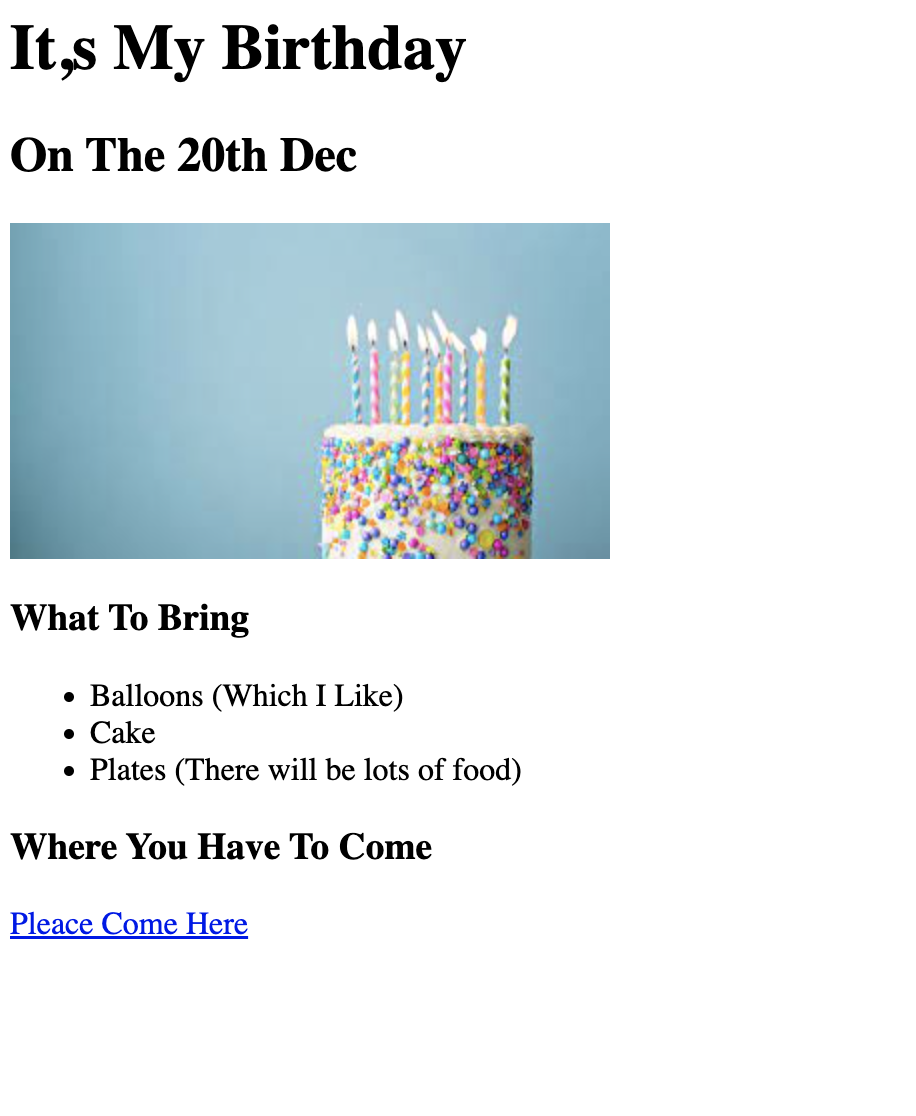 It,s My Birthday
On The 20th Dec
What To Bring
• Balloons (Which I Like)
• Cake
• Plates (There will be lots of food)
Where You Have To Come
Pleace Come Here